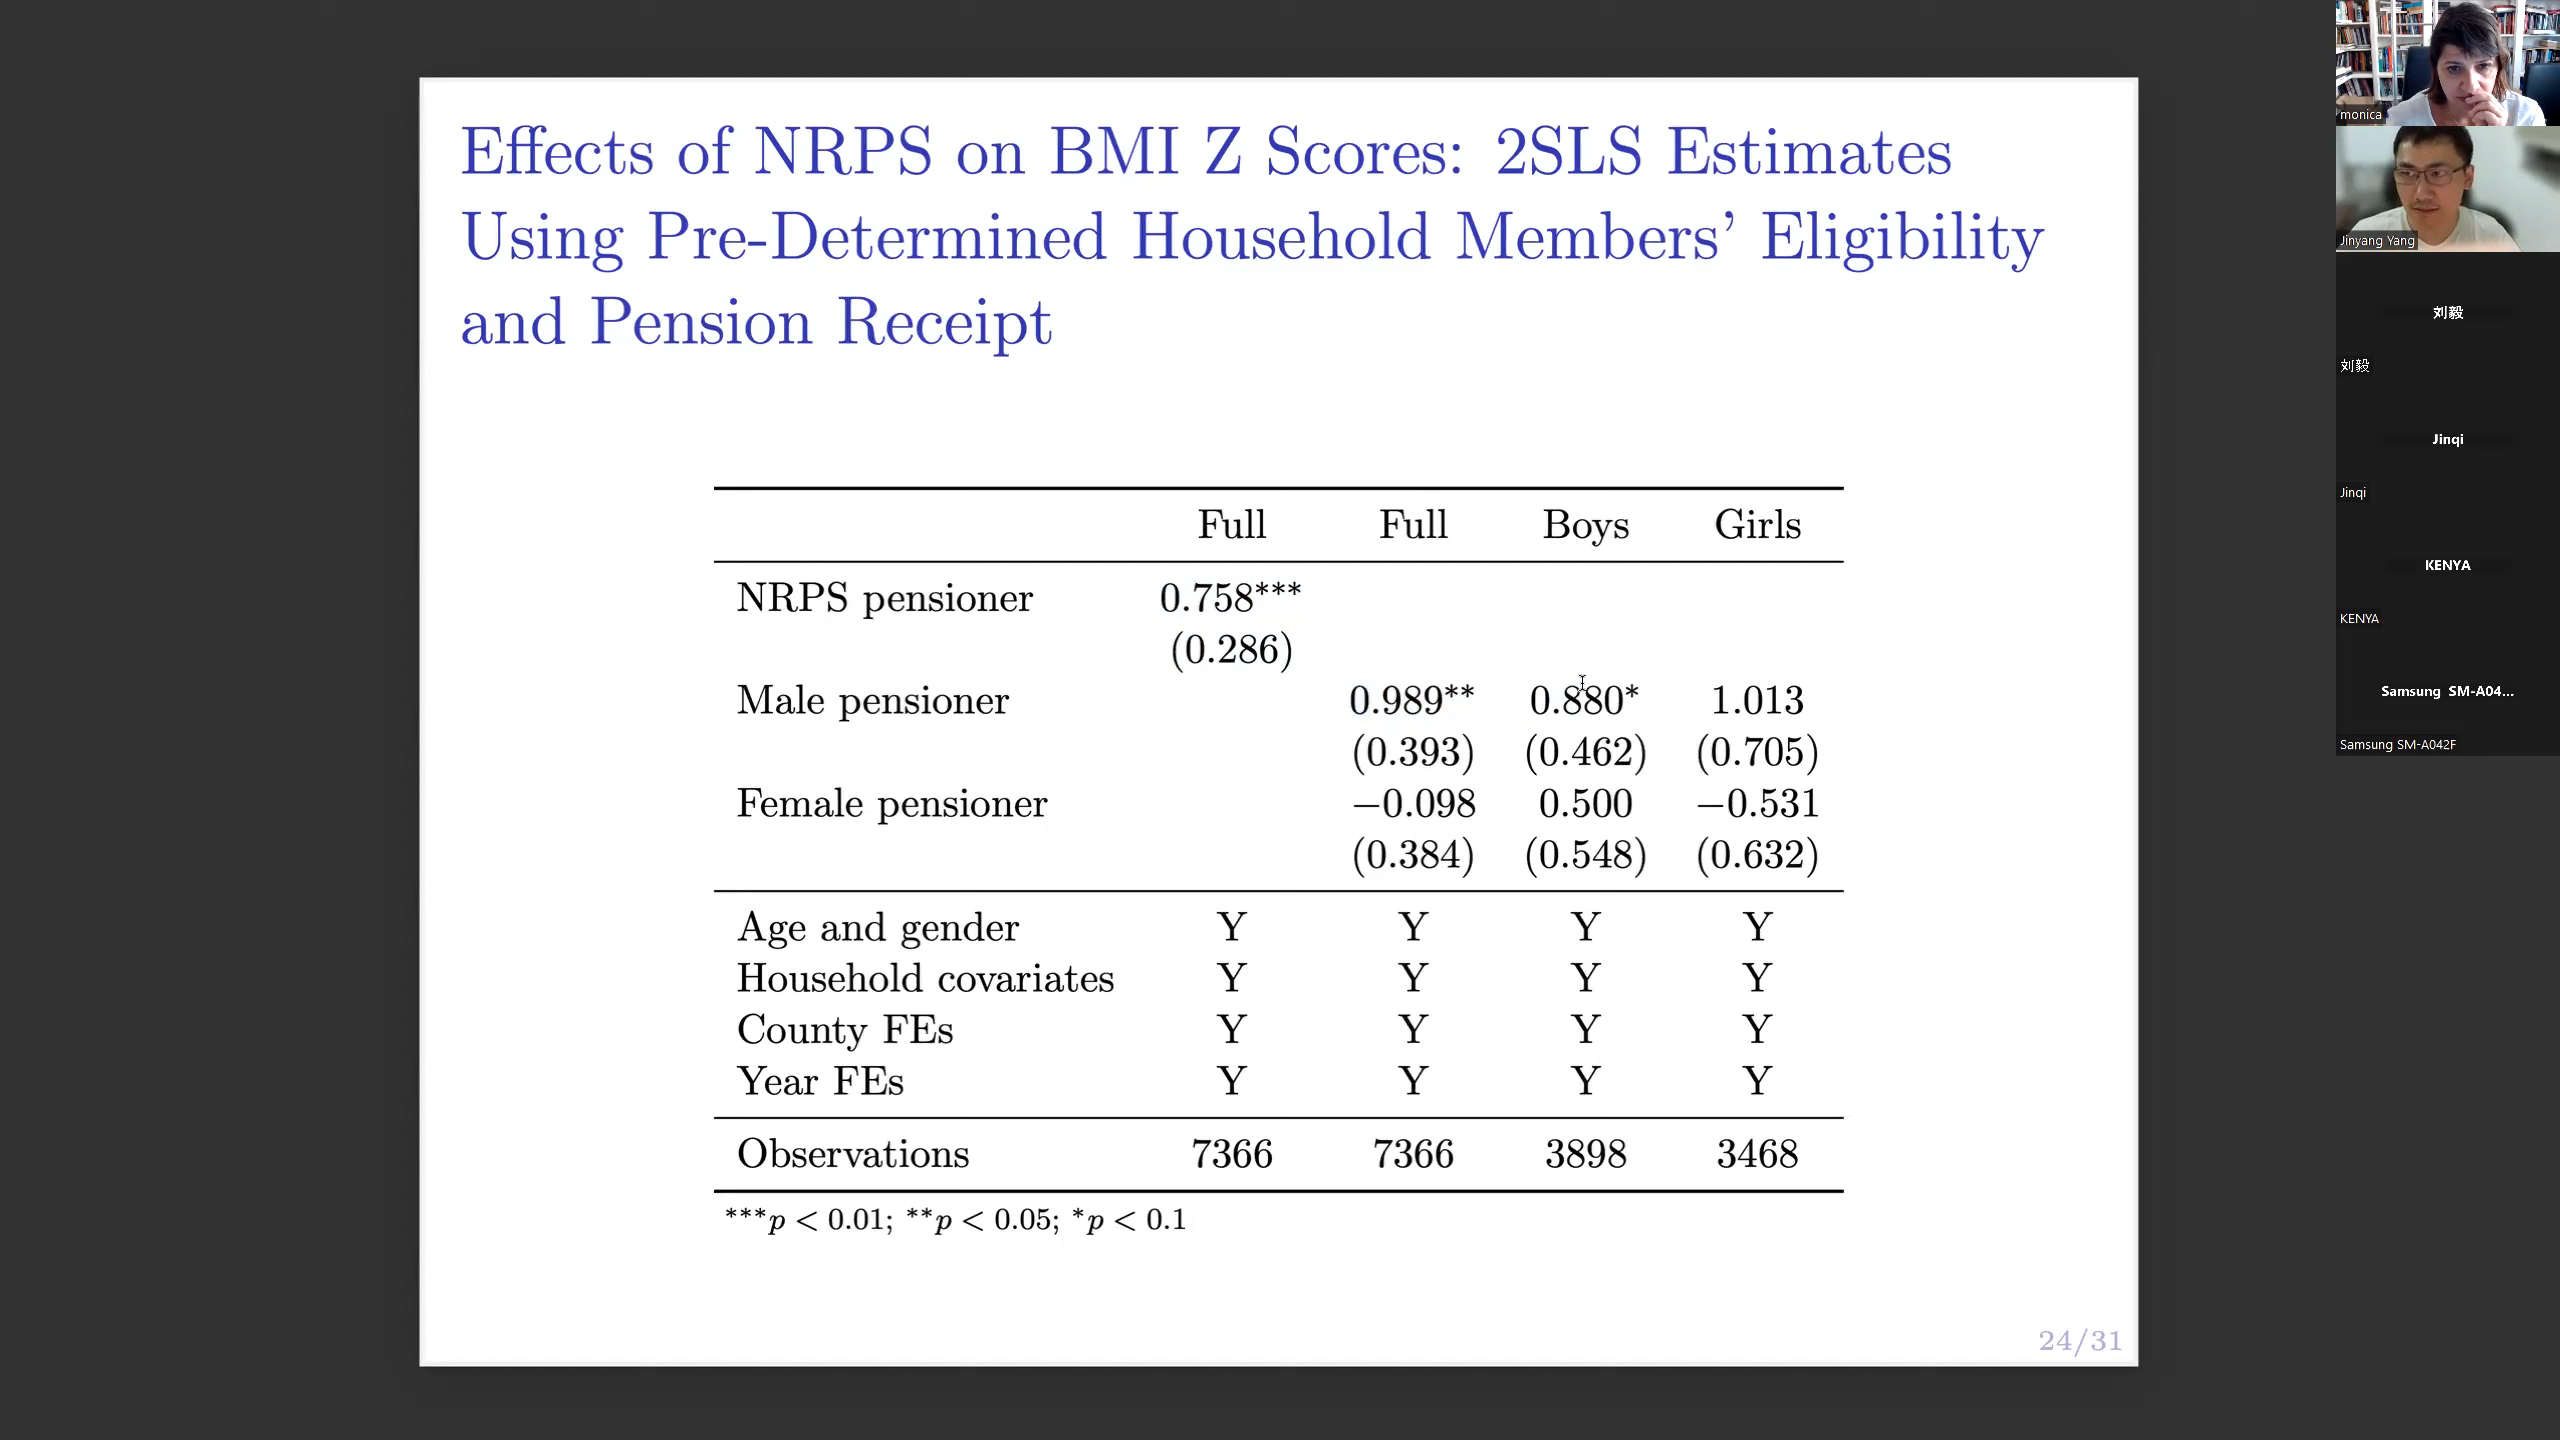 Effects of NRPS on BMI Z Scores: 2SLS Estimates
Using Pre-Determined Household Members' Eligibility
and Pension Receipt
Full Full Boys Girls
NRPS pensioner 0.758***
(0.286)
Male pensioner 0.989** 0.880* 1.013
(0.393) (0.462) (0.705)
Female pensioner −0.098 0.500 −0.531
(0.384) (0.548) (0.632)
Age and gender Y Y Y Y
Household covariates Y Y Y Y
County FEs Y Y Y Y
Year FEs Y Y Y Y
Observations 7366 7366 3898 3468
***p < 0.01; **p < 0.05; *p < 0.1
24/31
monica
Jinyang Yang
刘毅
刘毅
Jinqi
Jinqi
KENYA
KENYA
Samsung SM-A04...
Samsung SM-A042F